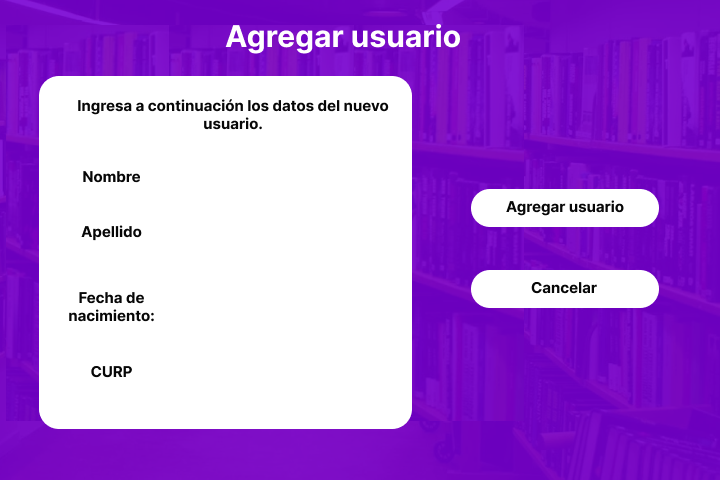 Agregar usuario
Ingresa a continuación los datos del nuevo
usuario.
Nombre
Apellido
Fecha de
nacimiento:
CURP
Agregar usuario
Cancelar